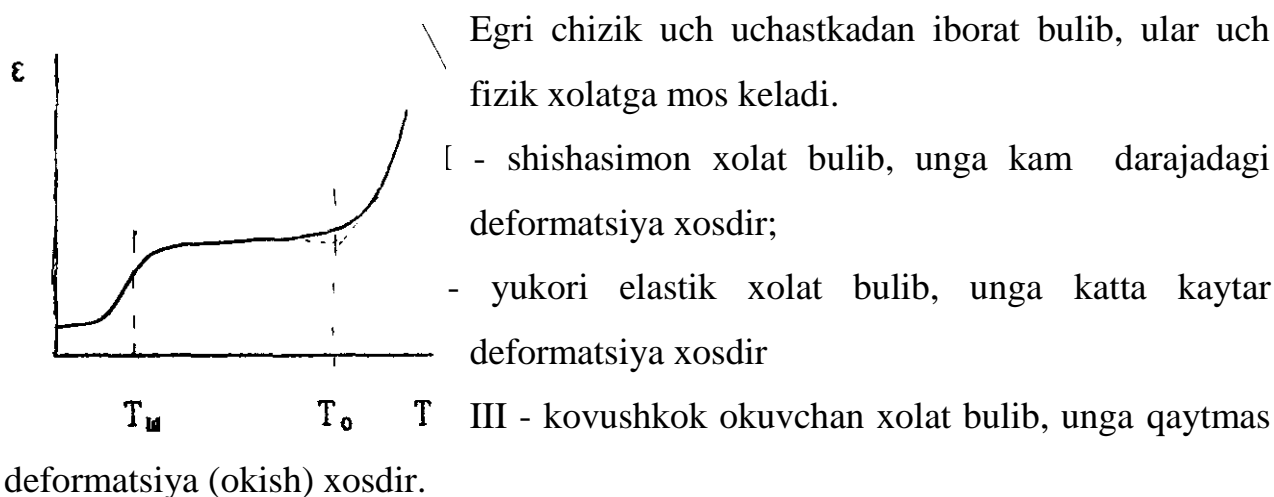 Egri chizik uch uchastkadan iborat bulib, ular uch
fizik xolatga mos keladi.
ε
- shishasimon xolat bulib, unga kam darajadagi
deformatsiya xosdir;
- yukori elastik xolat bulib, unga katta kaytar
deformatsiya xosdir
Tш To T III - kovushkok okuvchan xolat bulib, unga qaytmas
deformatsiya (okish) xosdir.